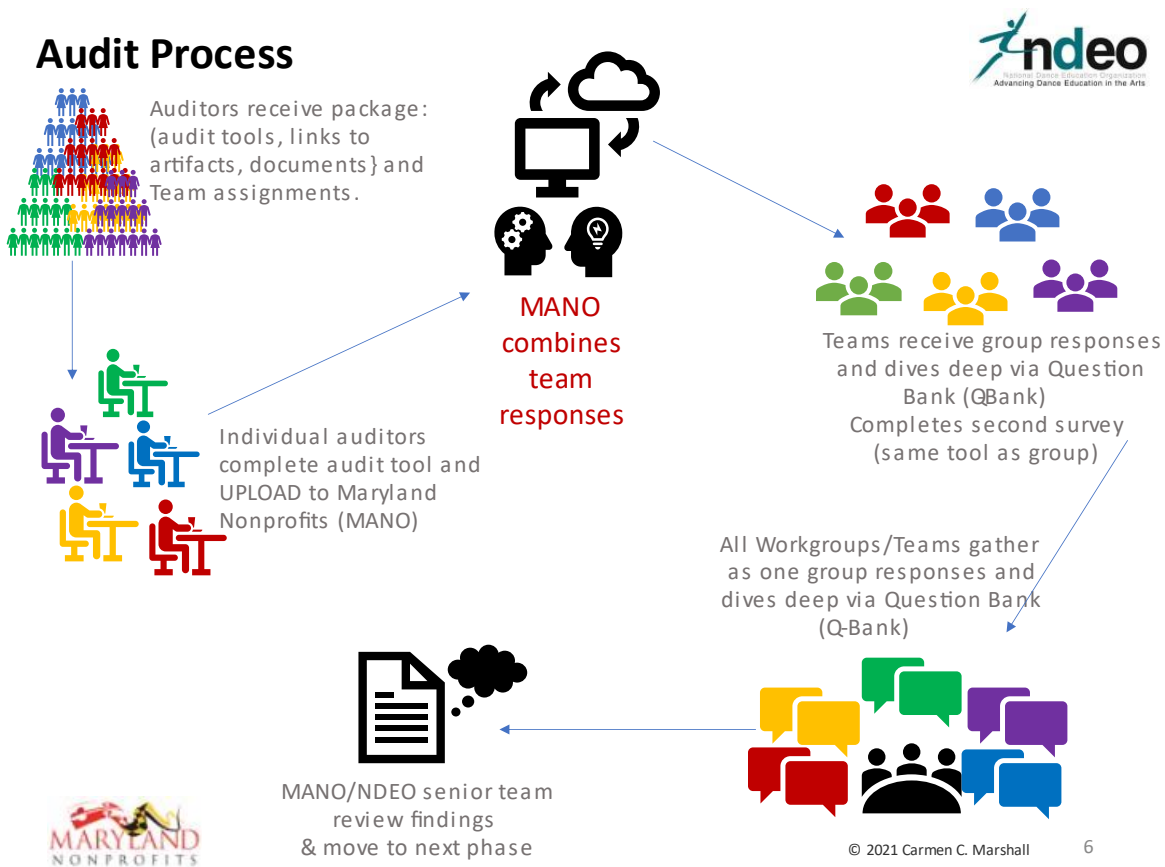 Audit Process
ndeo
National Dance Education Organization
Advancing Dance Education in the Arts
Auditors receive package:
(audit tools, links to
artifacts, documents} and
Team assignments.
MANO
combines
team
responses
Teams receive group responses
and dives deep via Question
Bank (QBank)
Completes second survey
(same tool as group)
Individual auditors
complete audit tool and
UPLOAD to Maryland
Nonprofits (MANO)
All Workgroups/Teams gather
as one group responses and
dives deep via Question Bank
(Q-Bank)
MANO/NDEO senior team
review findings
& move to next phase
MARYLAND
NONPROFITS
© 2021 Carmen C. Marshall
6